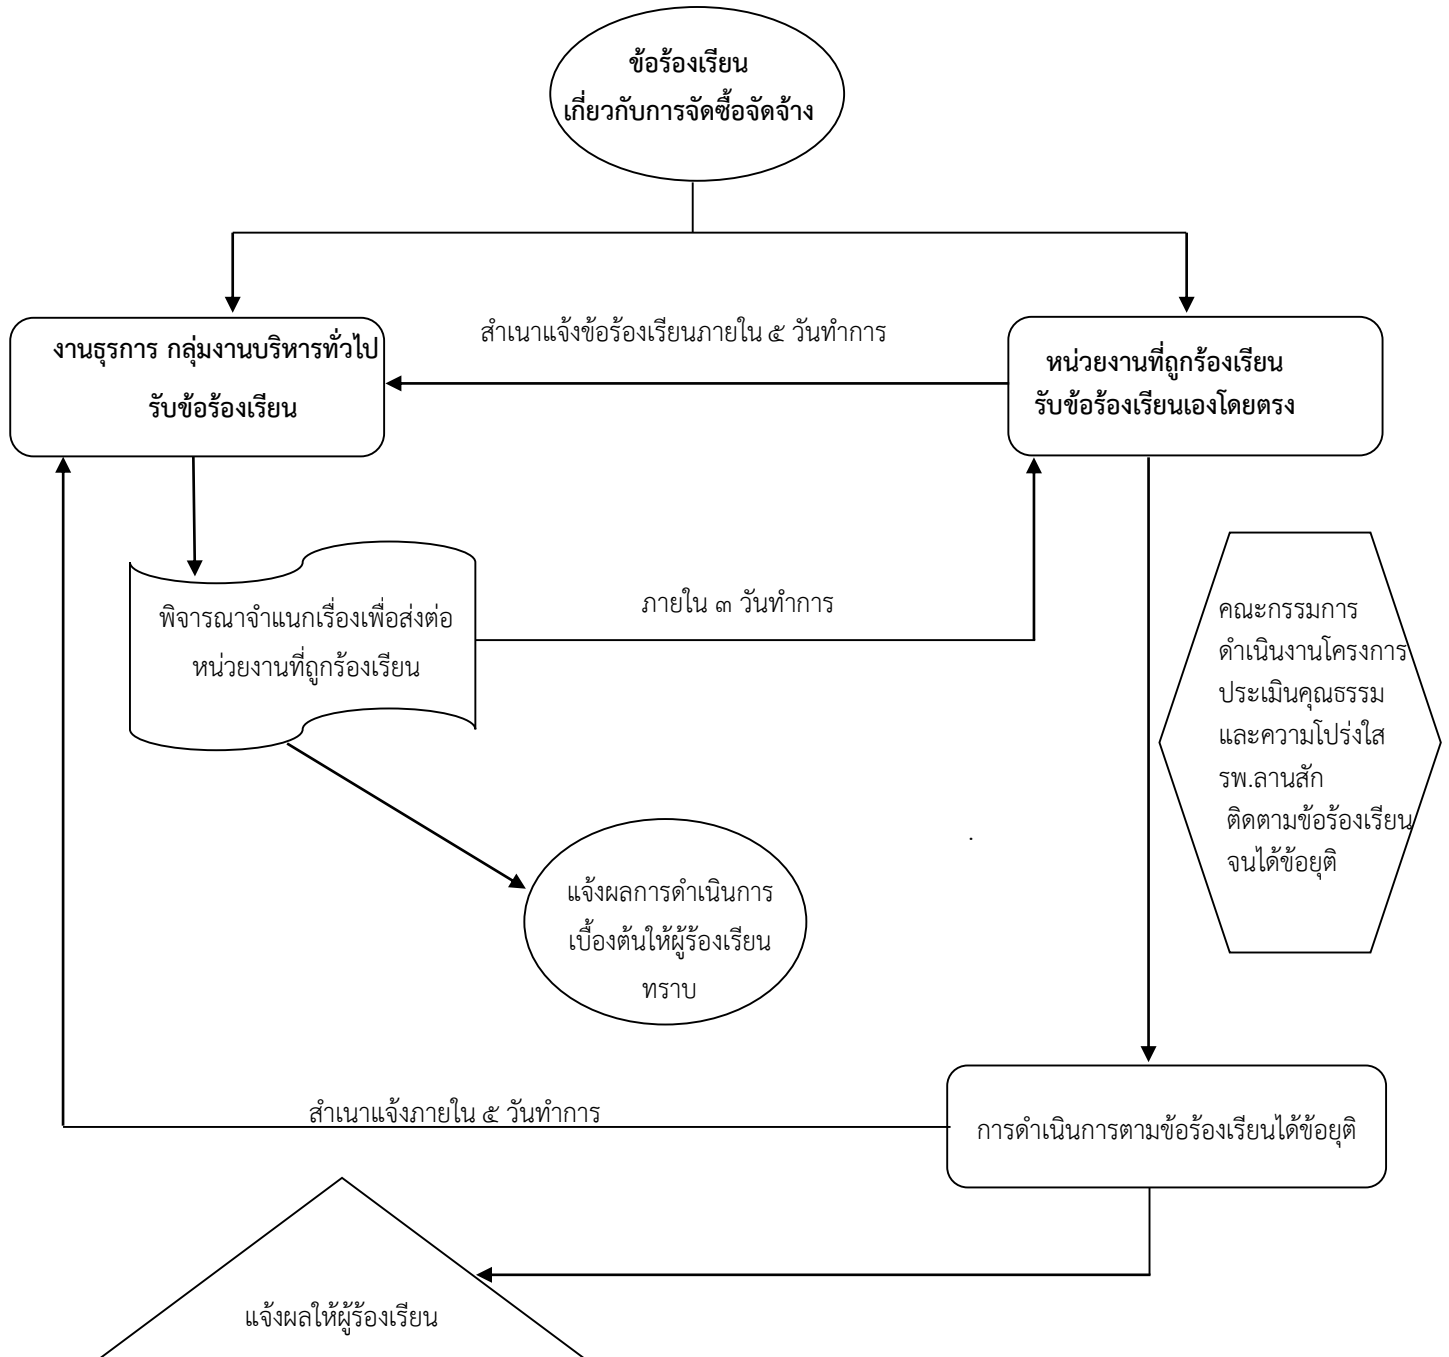 ข้อร้องเรียน
เกี่ยวกับการจัดซื้อจัดจ้าง
สำเนาแจ้งข้อร้องเรียนภายใน ๕ วันทำการ
งานธุรการ กลุ่มงานบริหารทั่วไป
รับข้อร้องเรียน
หน่วยงานที่ถูกร้องเรียน
รับข้อร้องเรียนเองโดยตรง
พิจารณาจำแนกเรื่องเพื่อส่งต่อ
หน่วยงานที่ถูกร้องเรียน
ภายใน ๓ วันทำการ
คณะกรรมการ
ดำเนินงานโครงการ
ประเมินคุณธรรม
และความโปร่งใส
รพ.ลานสัก
ติดตามข้อร้องเรียน
จนได้ข้อยุติ
แจ้งผลการดำเนินการ
เบื้องต้นให้ผู้ร้องเรียน
ทราบ
สำเนาแจ้งภายใน ๕ วันทำการ
การดำเนินการตามข้อร้องเรียนได้ข้อยุติ
แจ้งผลให้ผู้ร้องเรียน